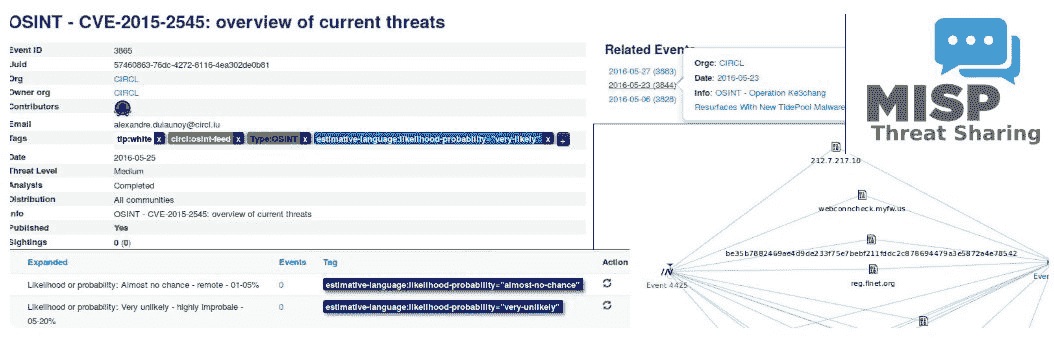 OSINT - CVE-2015-2545: overview of current threats
Event ID 3865
Uuid 57460863-76dc-4272-8116-4ea302de0b81
Org CIRCL
Owner org CIRCL
Contributors
Email alexandre.dulaunoy@circl.lu
Tags tlp:white x circl:osint-feed x Type:OSINT x estimative-language:likelihood-probability="very-likely" x +
Date 2016-05-25
Threat Level Medium
Analysis Completed
Distribution All communities
Info OSINT - CVE-2015-2545: overview of current threats
Published Yes
Sightings 0 (0)
Related Events
2016-05-27 (3883)
2016-05-23 (3844)
2016-05-06 (3828)
Orgc: CIRCL
Date: 2016-05-23
Info: OSINT - Operation Ke3chang
Resurfaces With New TidePool Malware
MISP
Threat Sharing
Expanded Events Tag Action
Likelihood or probability: Almost no chance - remote - 01-05% 0 estimative-language:likelihood-probability="almost-no-chance"
Likelihood or probability: Very unlikely - highly improbale - 0 estimative-language:likelihood-probability="very-unlikely"
05-20%
212.7.217.10
webconncheck.myfw.us
be35b7882469ae4d9de233f75e7bebf211fddc2c878694479a3e5872a4e78542
Event 4425
reg.flnet.org